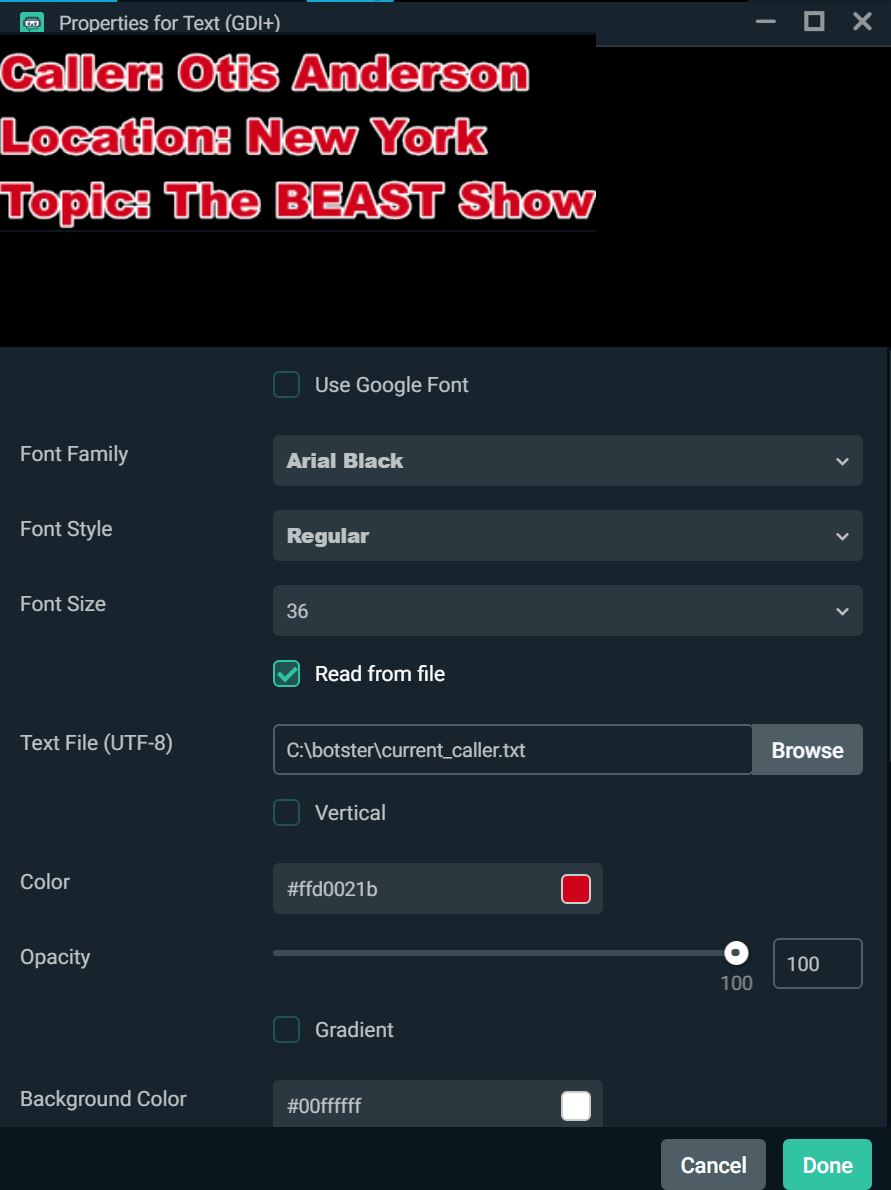 Properties for Text (GDI+)
Caller: Otis Anderson
Location: New York
Topic: The BEAST Show
Use Google Font
Font Family
Arial Black
Font Style
Regular
Font Size
36
Read from file
Text File (UTF-8)
C:\botster\current_caller.txt
Browse
Vertical
Color
#ffd0021b
Opacity
100
100
Gradient
Background Color
#00ffffff
Cancel
Done